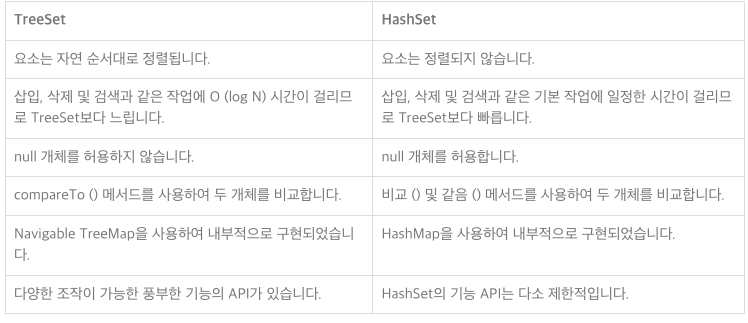 TreeSet
HashSet
요소는 자연 순서대로 정렬됩니다.
요소는 정렬되지 않습니다.
삽입, 삭제 및 검색과 같은 작업에 O (log N) 시간이 걸리므
로 TreeSet보다 느립니다.
삽입, 삭제 및 검색과 같은 기본 작업에 일정한 시간이 걸리므
로 TreeSet보다 빠릅니다.
null 개체를 허용하지 않습니다.
null 개체를 허용합니다.
compareTo () 메서드를 사용하여 두 개체를 비교합니다.
비교 () 및 같음 () 메서드를 사용하여 두 개체를 비교합니다.
Navigable TreeMap을 사용하여 내부적으로 구현되었습니
다.
HashMap을 사용하여 내부적으로 구현되었습니다.
다양한 조작이 가능한 풍부한 기능의 API가 있습니다.
HashSet의 기능 API는 다소 제한적입니다.